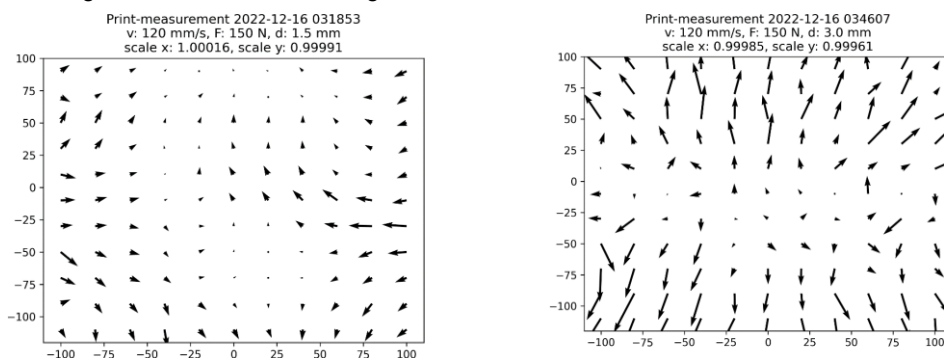 Print-measurement 2022-12-16 031853
v: 120 mm/s, F: 150 N, d: 1.5 mm
scale x: 1.00016, scale y: 0.99991
100
75
50
25
0
−25
−50
−75
−100
−100 −75 −50 −25 0 25 50 75 100
Print-measurement 2022-12-16 034607
v: 120 mm/s, F: 150 N, d: 3.0 mm
scale x: 0.99985, scale y: 0.99961
100
75
50
25
0
−25
−50
−75
−100
−100 −75 −50 −25 0 25 50 75 100